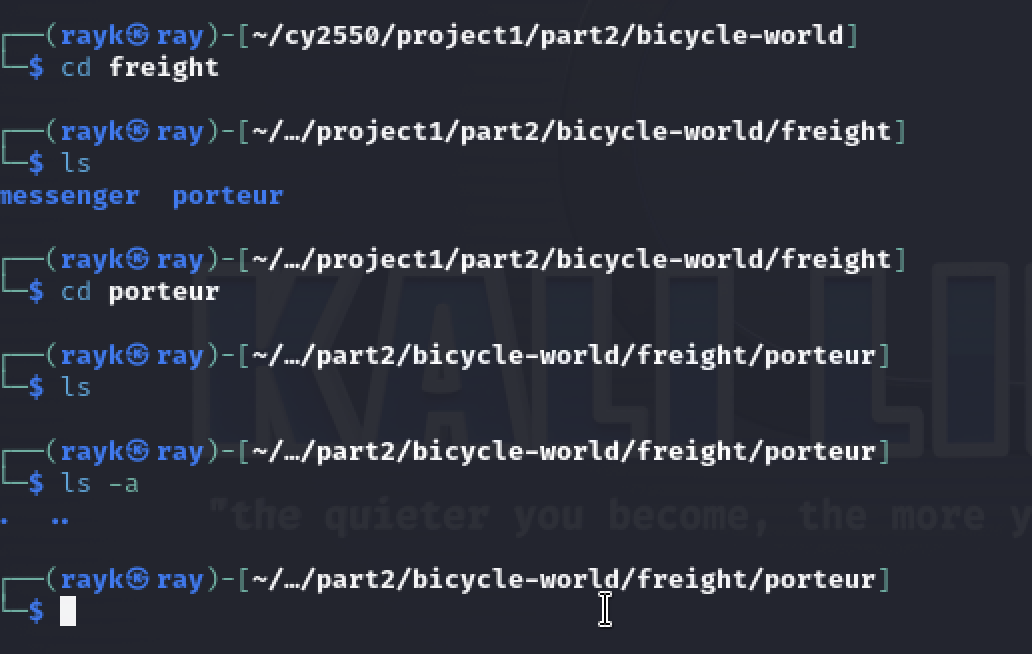 ┌──(rayk㉿ray)-[~/cy2550/project1/part2/bicycle-world]
└─$ cd freight
┌──(rayk㉿ray)-[~/…/project1/part2/bicycle-world/freight]
└─$ ls
messenger  porteur
┌──(rayk㉿ray)-[~/…/project1/part2/bicycle-world/freight]
└─$ cd porteur
┌──(rayk㉿ray)-[~/…/part2/bicycle-world/freight/porteur]
└─$ ls
┌──(rayk㉿ray)-[~/…/part2/bicycle-world/freight/porteur]
└─$ ls -a
.  ..
┌──(rayk㉿ray)-[~/…/part2/bicycle-world/freight/porteur]
└─$
KALI
"the quieter you become, the more